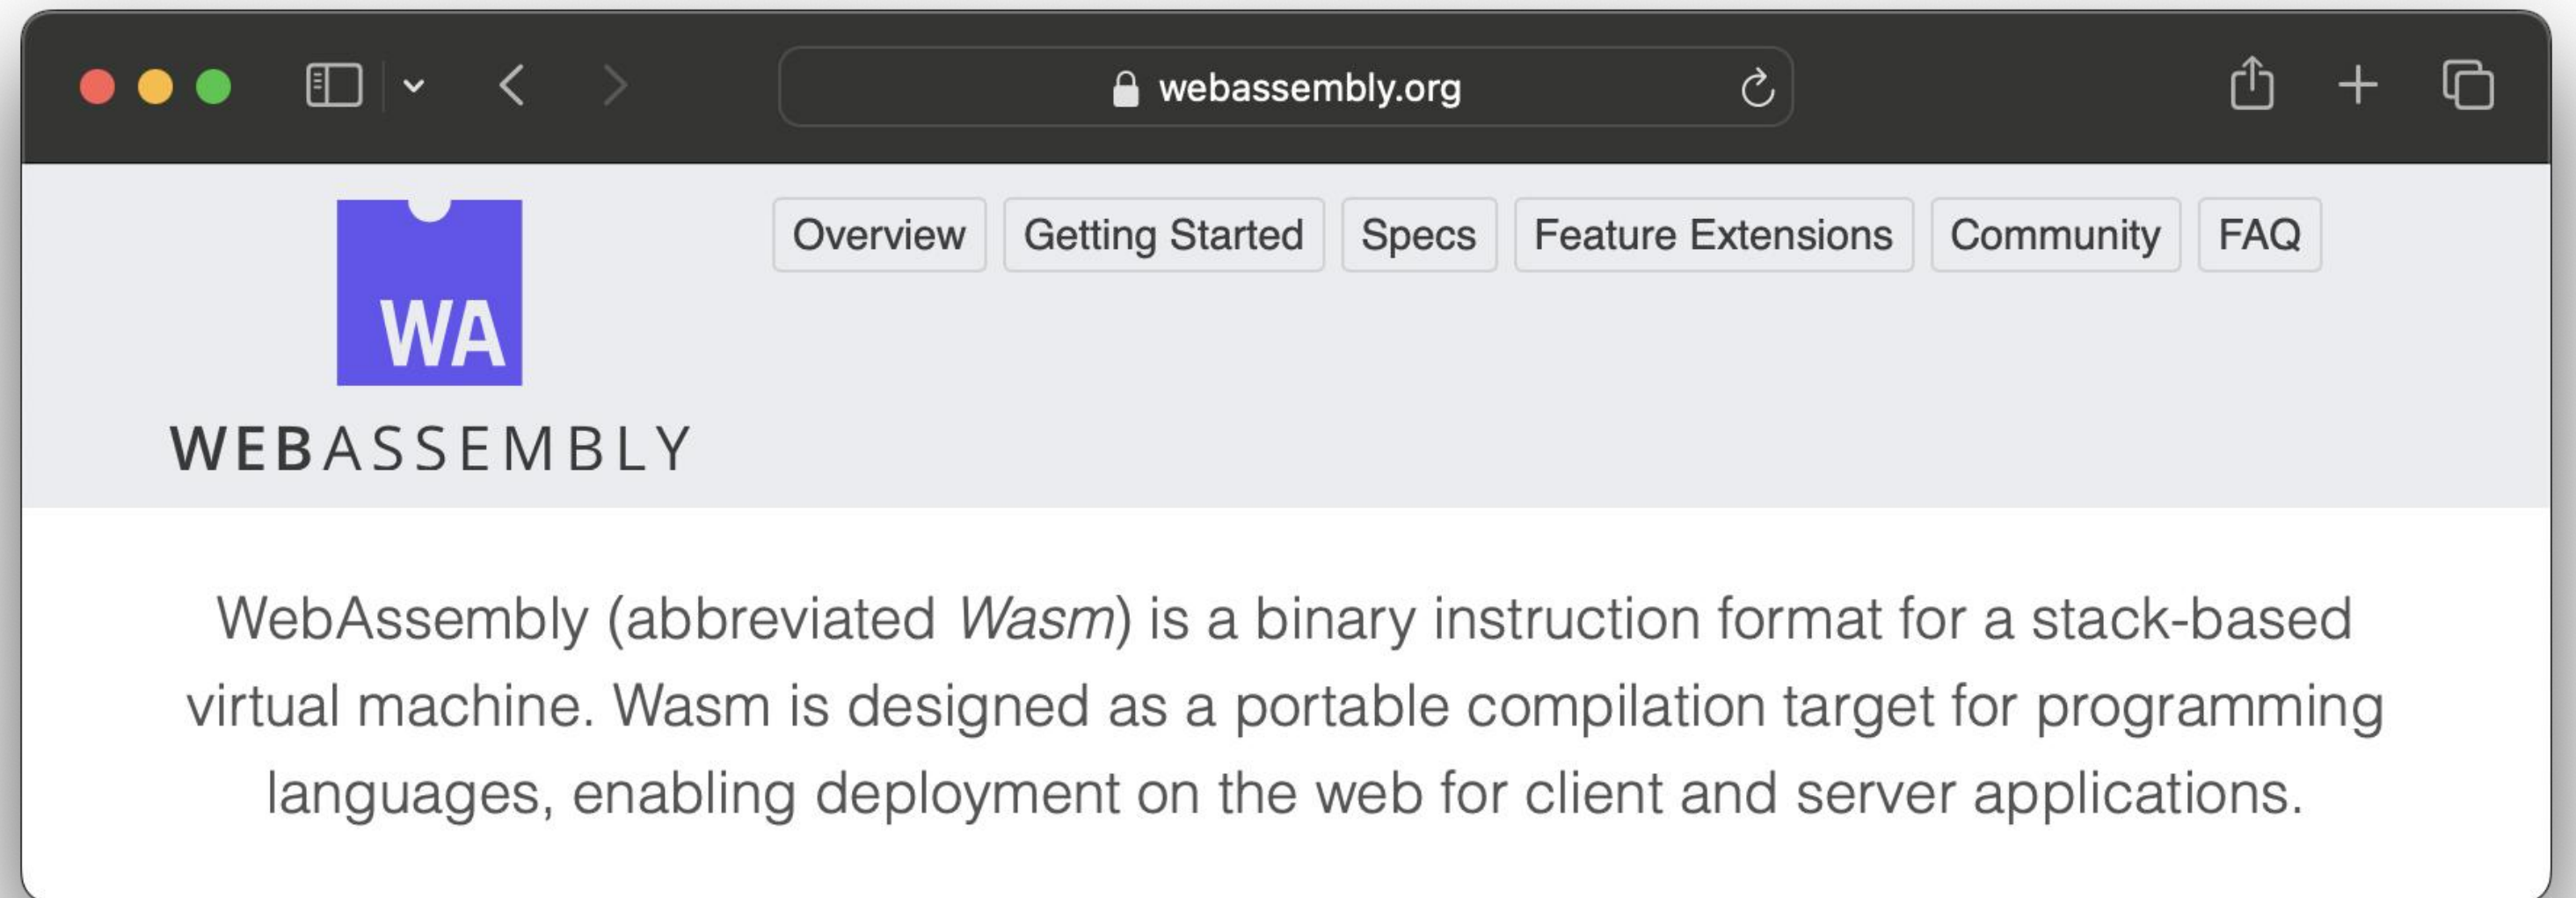 webassembly.org
WA
WEBASSEMBLY
Overview Getting Started Specs Feature Extensions Community FAQ
WebAssembly (abbreviated Wasm) is a binary instruction format for a stack-based
virtual machine. Wasm is designed as a portable compilation target for programming
languages, enabling deployment on the web for client and server applications.